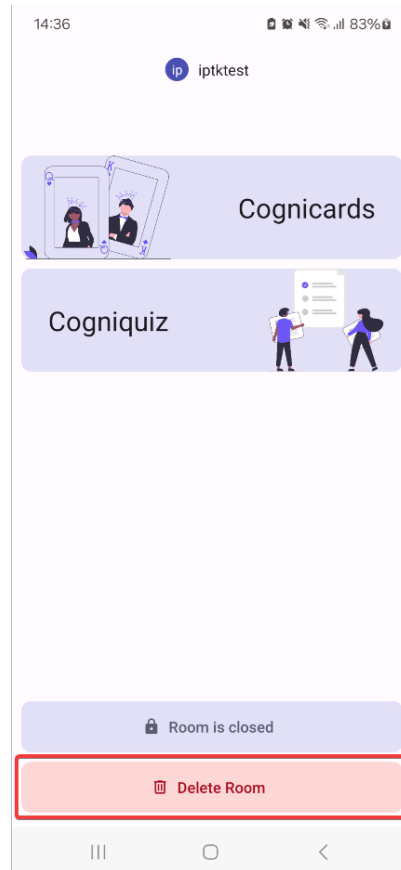 14:36 83%
ip iptktest
Cognicards
Cogniquiz
Room is closed
Delete Room